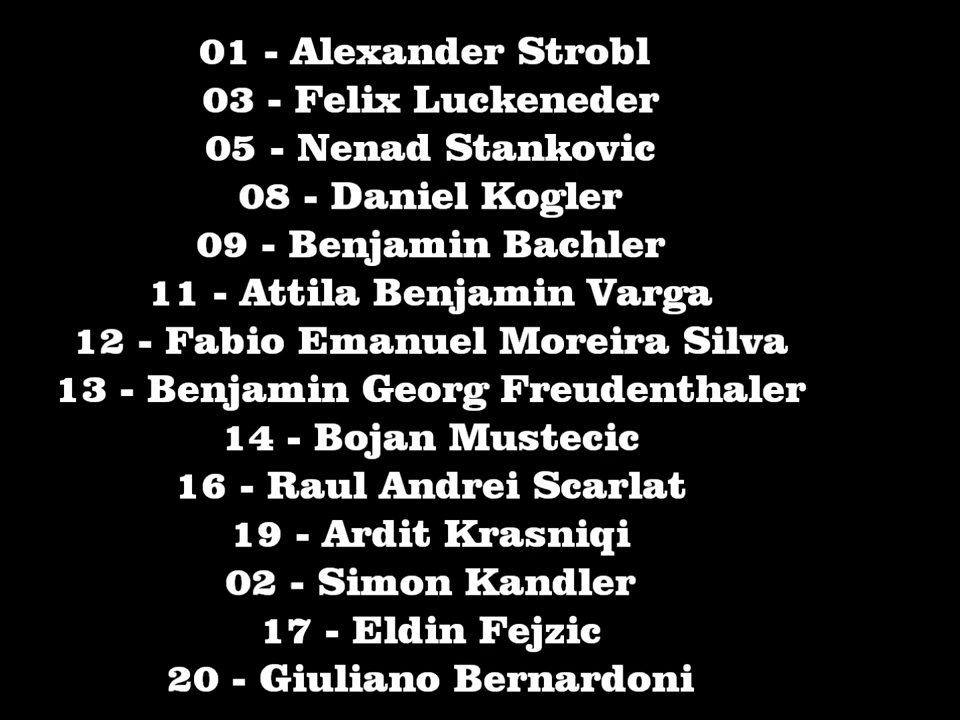 01 - Alexander Strobl
03 - Felix Luckeneder
05 - Nenad Stankovic
08 - Daniel Kogler
09 - Benjamin Bachler
11 - Attila Benjamin Varga
12 - Fabio Emanuel Moreira Silva
13 - Benjamin Georg Freudenthaler
14 - Bojan Mustecic
16 - Raul Andrei Scarlat
19 - Ardit Krasniqi
02 - Simon Kandler
17 - Eldin Fejzic
20 - Giuliano Bernardoni